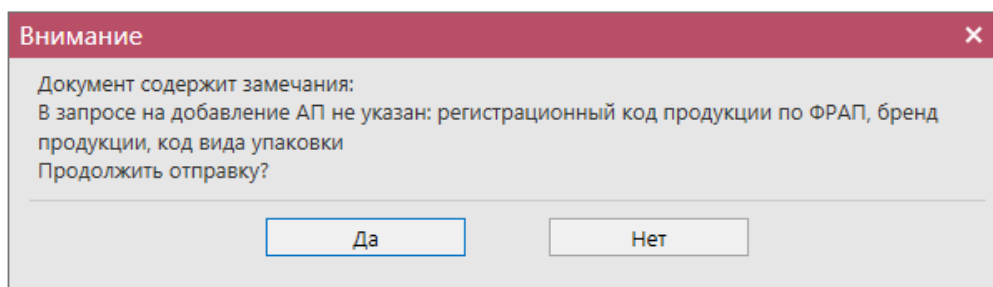 Внимание
Документ содержит замечания:
В запросе на добавление АП не указан: регистрационный код продукции по ФРАП, бренд
продукции, код вида упаковки
Продолжить отправку?
Да
Нет